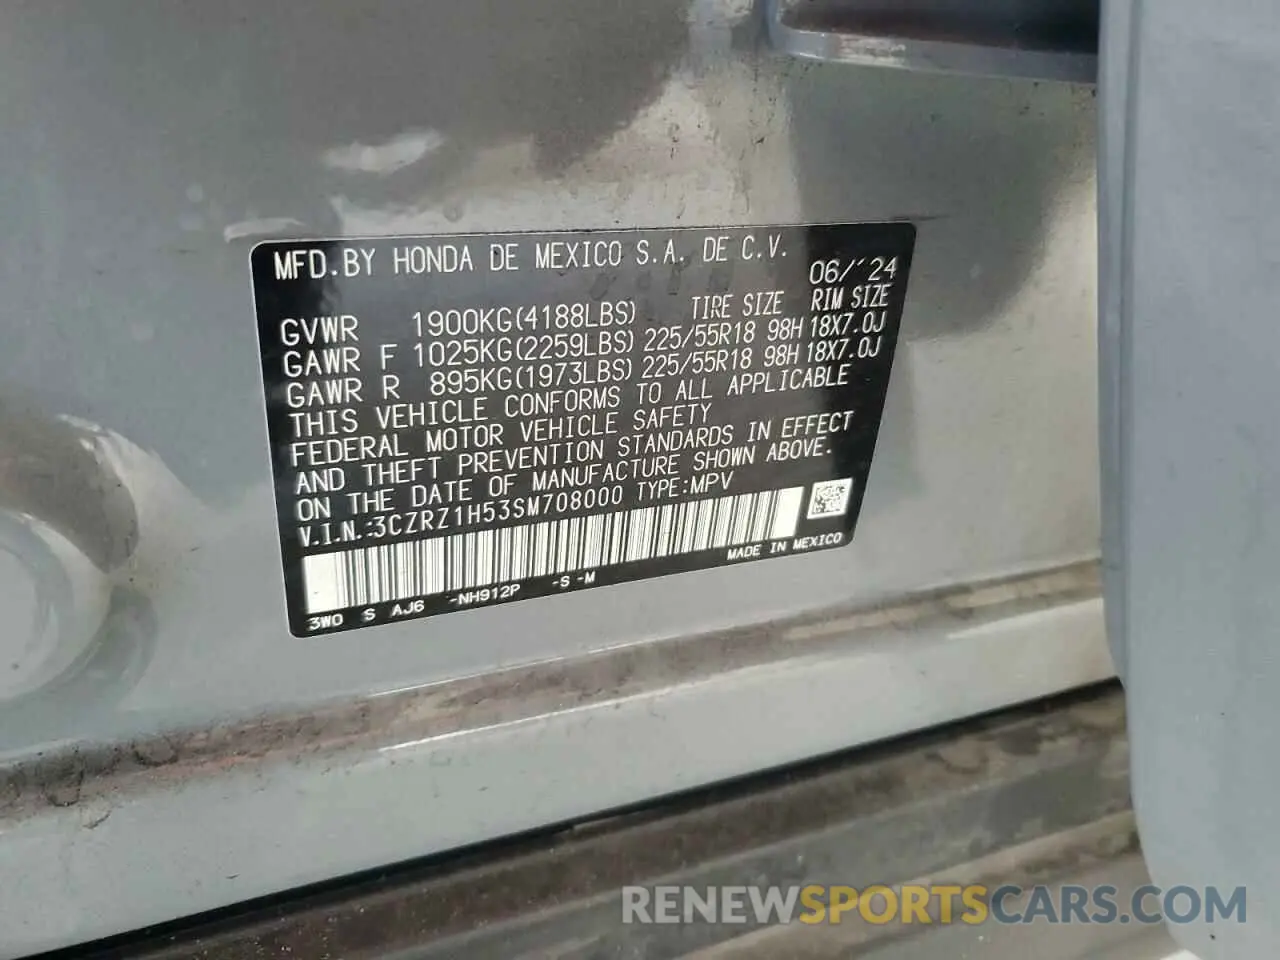 MFD.BY HONDA DE MEXICO S.A. DE C.V.
06/´24
GVWR 1900KG(4188LBS) TIRE SIZE RIM SIZE
GAWR F 1025KG(2259LBS) 225/55R18 98H 18X7.0J
GAWR R 895KG(1973LBS) 225/55R18 98H 18X7.0J
THIS VEHICLE CONFORMS TO ALL APPLICABLE
FEDERAL MOTOR VEHICLE SAFETY
AND THEFT PREVENTION STANDARDS IN EFFECT
ON THE DATE OF MANUFACTURE SHOWN ABOVE.
V.I.N.:3CZRZ1H53SM708000 TYPE:MPV
MADE IN MEXICO
3W0 S AJ6 -NH912P -S -M
RENEWSPORTSCARS.COM